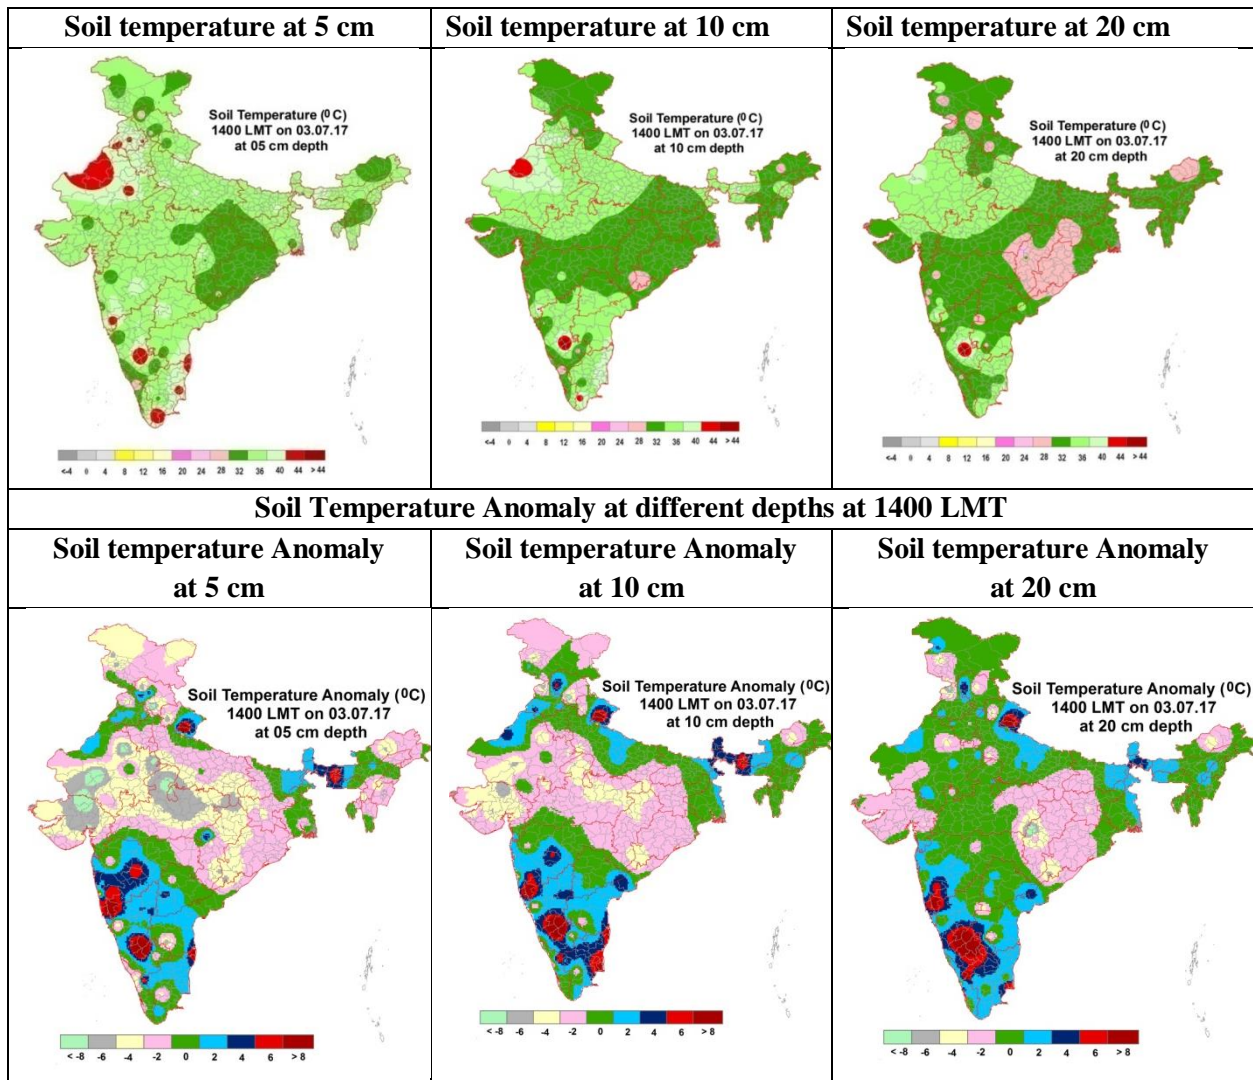 Soil temperature at 5 cm
Soil temperature at 10 cm
Soil temperature at 20 cm
Soil Temperature (⁰C)
1400 LMT on 03.07.17
at 05 cm depth
<-4 0 4 8 12 16 20 24 28 32 36 40 44 >44
Soil Temperature (⁰C)
1400 LMT on 03.07.17
at 10 cm depth
<-4 0 4 8 12 16 20 24 28 32 36 40 44 >44
Soil Temperature (⁰C)
1400 LMT on 03.07.17
at 20 cm depth
<-4 0 4 8 12 16 20 24 28 32 36 40 44 >44
Soil Temperature Anomaly at different depths at 1400 LMT
Soil temperature Anomaly
at 5 cm
Soil temperature Anomaly
at 10 cm
Soil temperature Anomaly
at 20 cm
Soil Temperature Anomaly (⁰C)
1400 LMT on 03.07.17
at 05 cm depth
< -8 -6 -4 -2 0 2 4 6 > 8
Soil Temperature Anomaly (⁰C)
1400 LMT on 03.07.17
at 10 cm depth
< -8 -6 -4 -2 0 2 4 6 > 8
Soil Temperature Anomaly (⁰C)
1400 LMT on 03.07.17
at 20 cm depth
< -8 -6 -4 -2 0 2 4 6 > 8